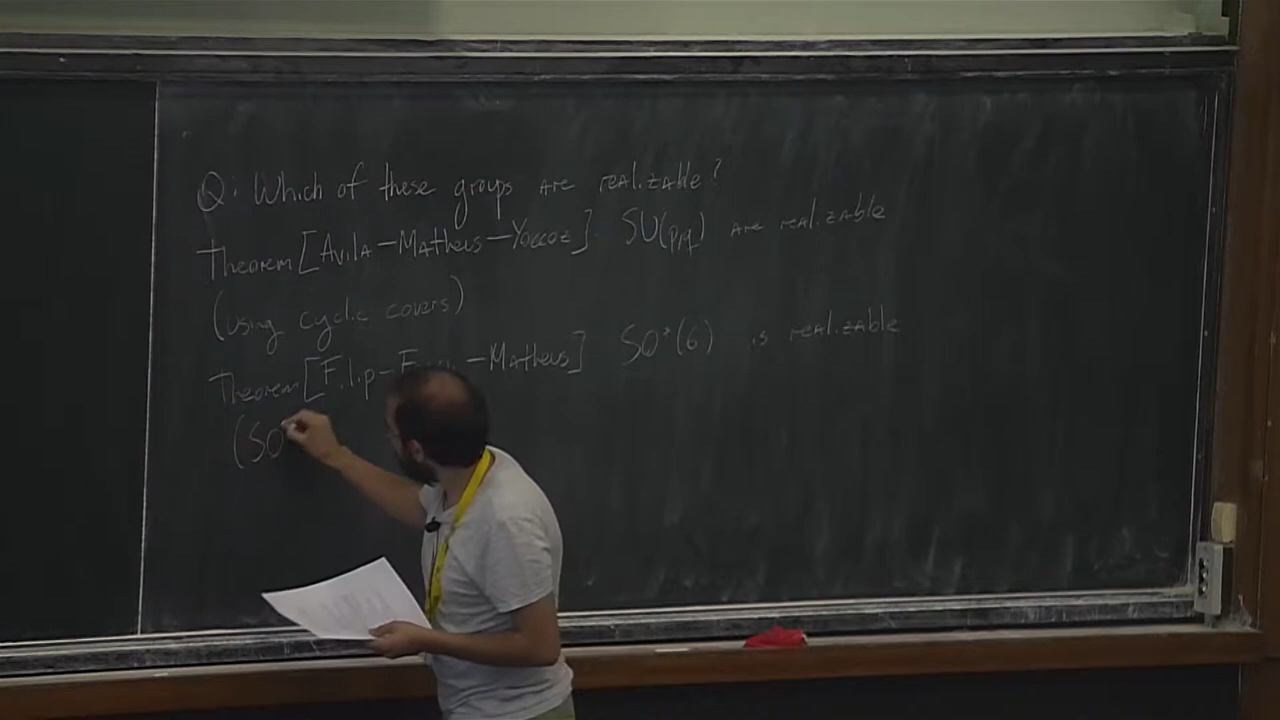 Q: Which of these groups are realizable?
Theorem [Avila-Matheus-Yoccoz]. SU(p,q) are realizable
(using cyclic covers)
Theorem [Filip- -Matheus] SO*(6) is realizable
(SO